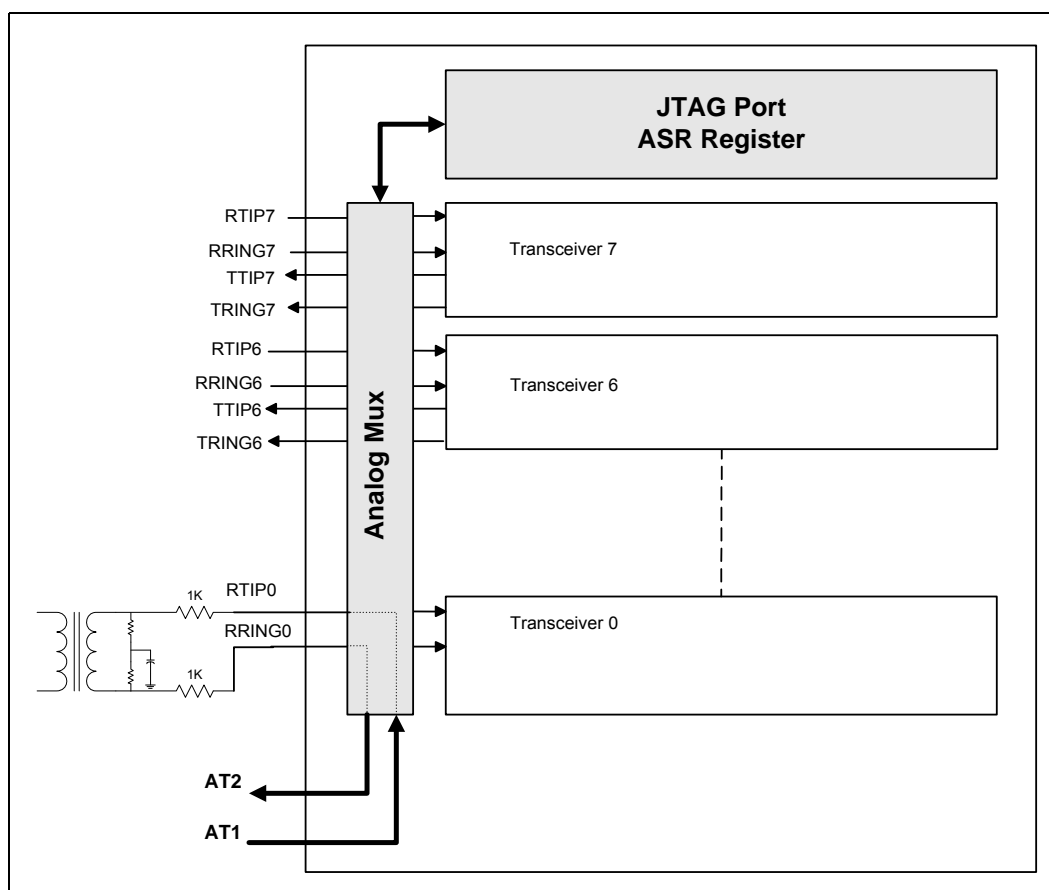 JTAG Port
ASR Register
RTIP7
RRING7
TTIP7
TRING7
Transceiver 7
RTIP6
RRING6
TTIP6
TRING6
Transceiver 6
Analog Mux
1K
RTIP0
RRING0
1K
Transceiver 0
AT2
AT1